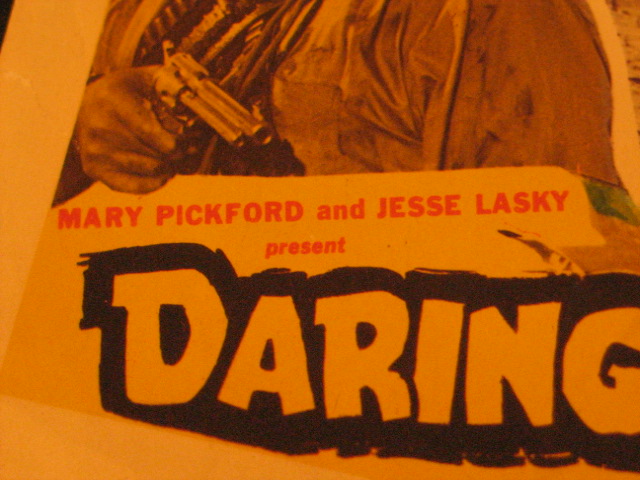 MARY PICKFORD and JESSE LASKY
present
DARING